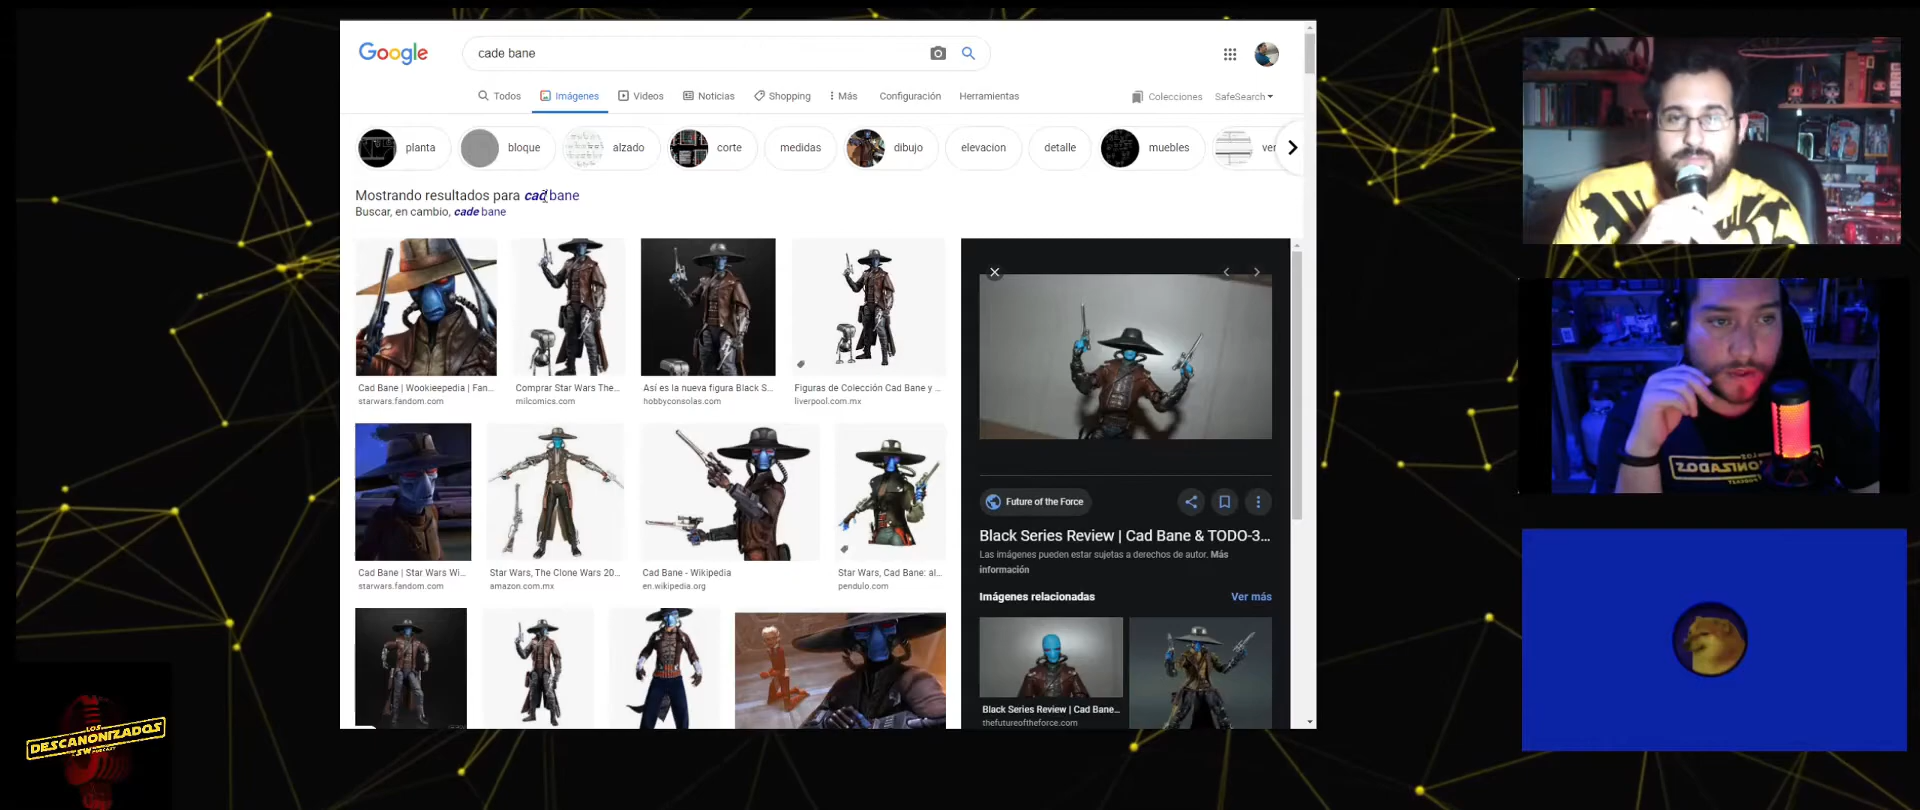 Google
cade bane
Todos
Imágenes
Videos
Noticias
Shopping
Más
Configuración
Herramientas
Colecciones
SafeSearch
planta
bloque
alzado
corte
medidas
dibujo
elevacion
detalle
muebles
ver
Mostrando resultados para cad bane
Buscar, en cambio, cade bane
Cad Bane | Wookieepedia | Fan...
starwars.fandom.com
Comprar Star Wars The...
milcomics.com
Así es la nueva figura Black S...
hobbyconsolas.com
Figuras de Colección Cad Bane y ...
liverpool.com.mx
Cad Bane | Star Wars Wi...
starwars.fandom.com
Star Wars, The Clone Wars 20...
amazon.com.mx
Cad Bane - Wikipedia
en.wikipedia.org
Star Wars, Cad Bane: al...
pendulo.com
Future of the Force
Black Series Review | Cad Bane & TODO-3...
Las imágenes pueden estar sujetas a derechos de autor. Más
información
Imágenes relacionadas
Ver más
Black Series Review | Cad Bane...
thefutureoftheforce.com
LOS
DESCANONIZADOS
SW PODCAST